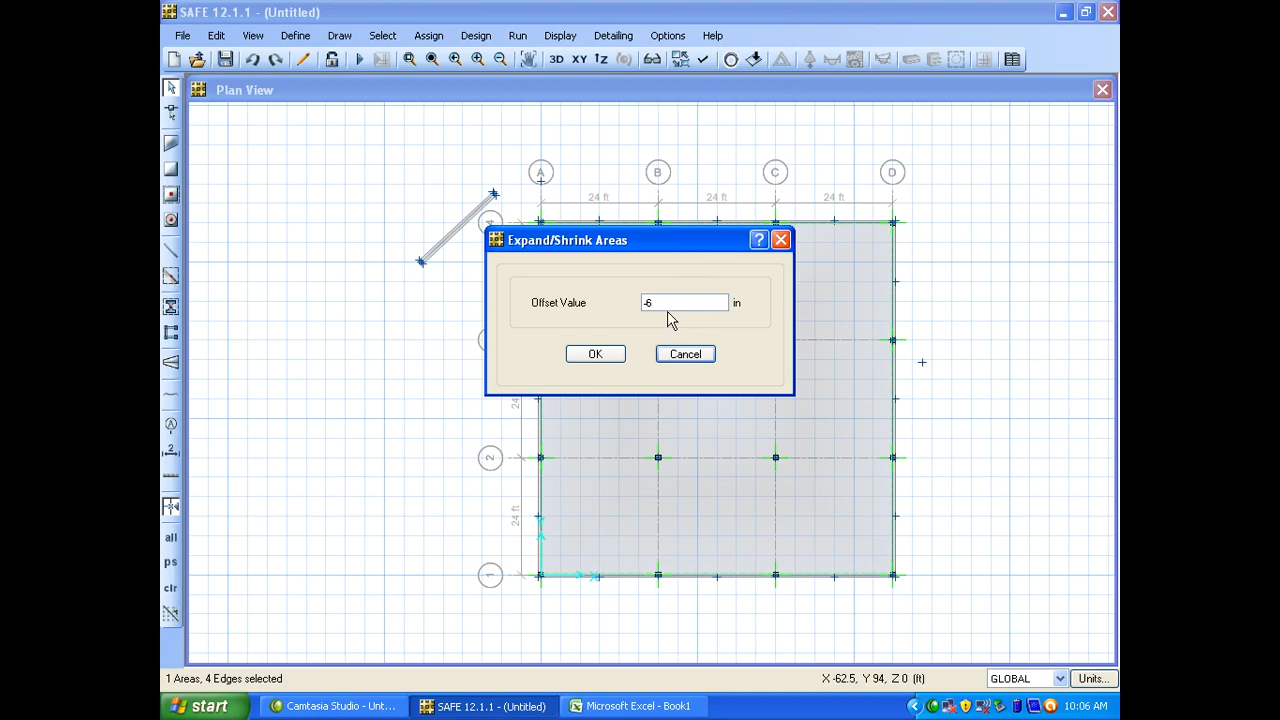 SAFE 12.1.1 - (Untitled)
File Edit View Define Draw Select Assign Design Run Display Detailing Options Help
3D XY
Plan View
A B C D
24 ft 24 ft 24 ft
4
Expand/Shrink Areas
Offset Value -6 in
OK Cancel
24
2
24 ft
1
all
ps
clr
1 Areas, 4 Edges selected X -62.5, Y 94, Z 0 (ft) GLOBAL Units...
start Camtasia Studio - Unt... SAFE 12.1.1 - (Untitled) Microsoft Excel - Book1 10:06 AM